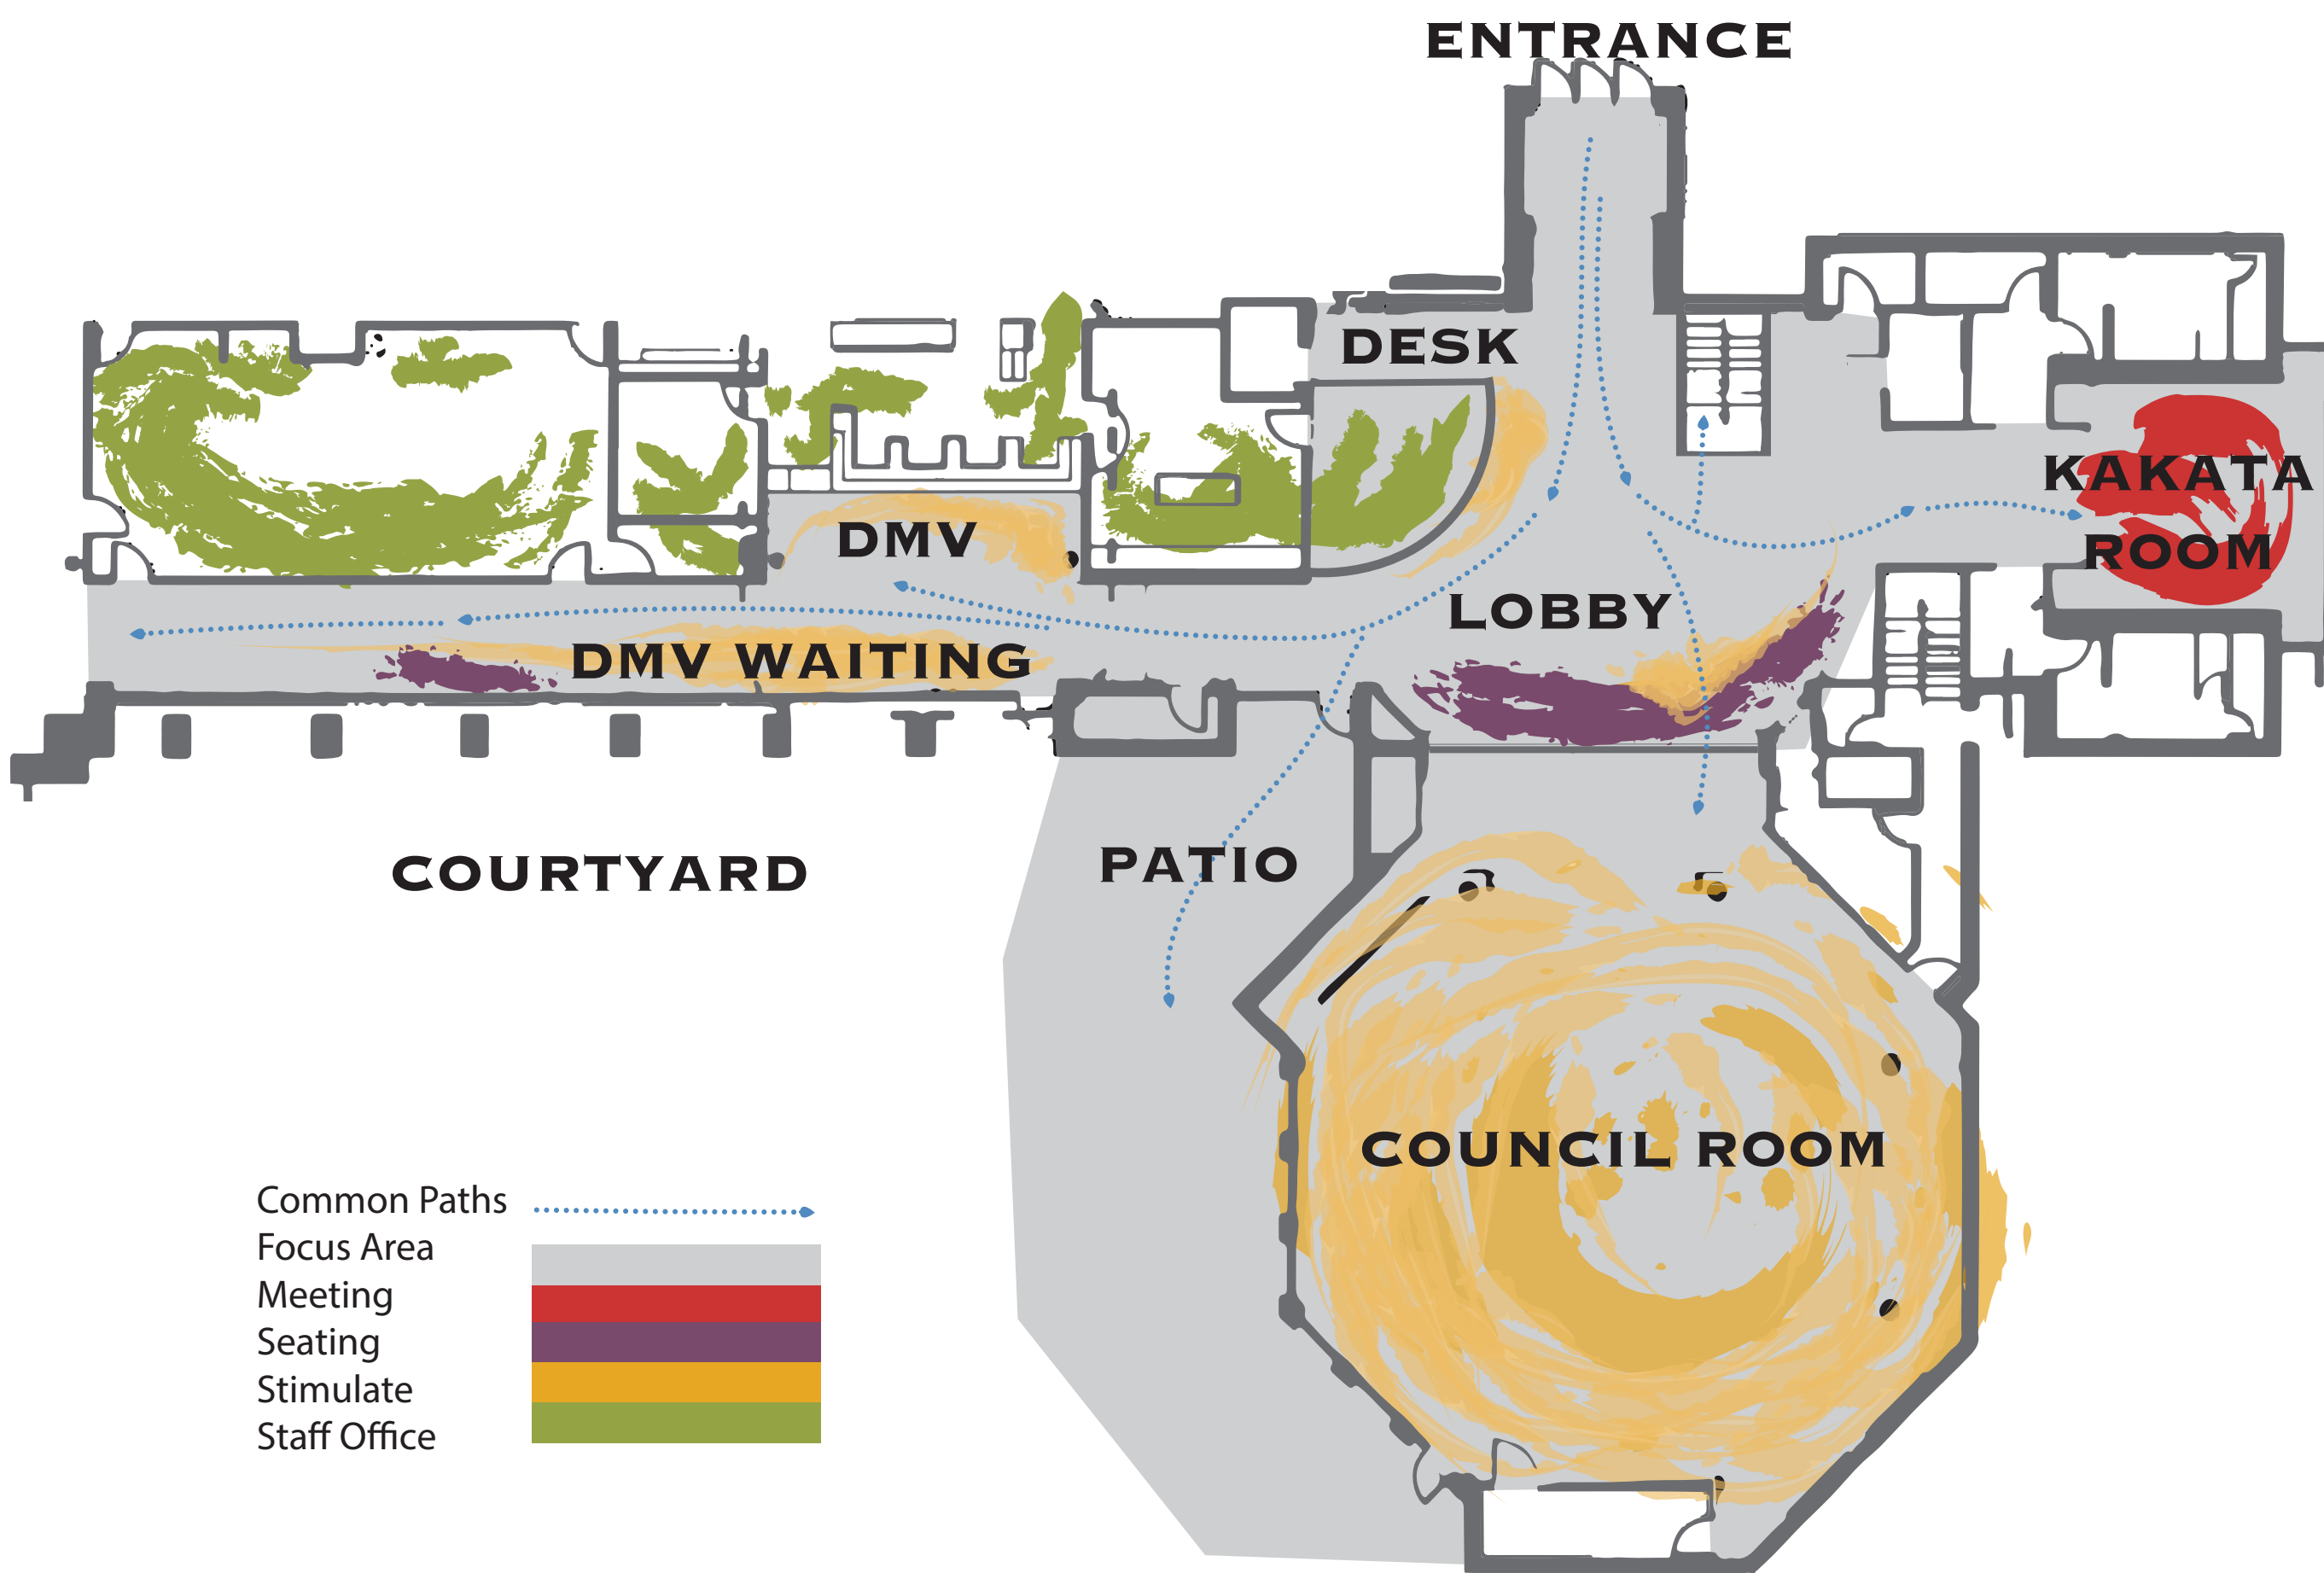 ENTRANCE
DESK
KAKATA
ROOM
DMV
LOBBY
DMV WAITING
PATIO
COURTYARD
COUNCIL ROOM
Common Paths
Focus Area
Meeting
Seating
Stimulate
Staff Office